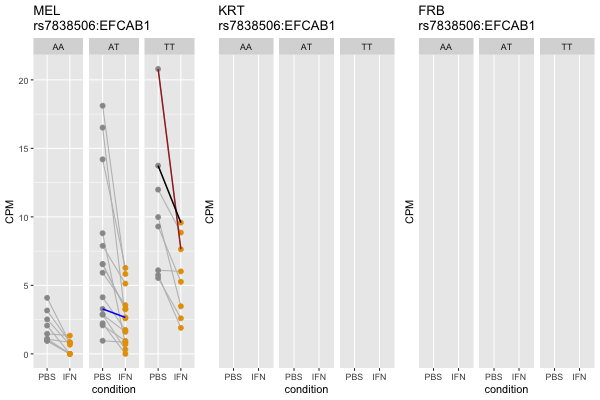 MEL
rs7838506:EFCAB1
AA AT TT
CPM
20
15
10
5
0
PBS IFN PBS IFN PBS IFN
condition
KRT
rs7838506:EFCAB1
AA AT TT
CPM
PBS IFN PBS IFN PBS IFN
condition
FRB
rs7838506:EFCAB1
AA AT TT
CPM
PBS IFN PBS IFN PBS IFN
condition